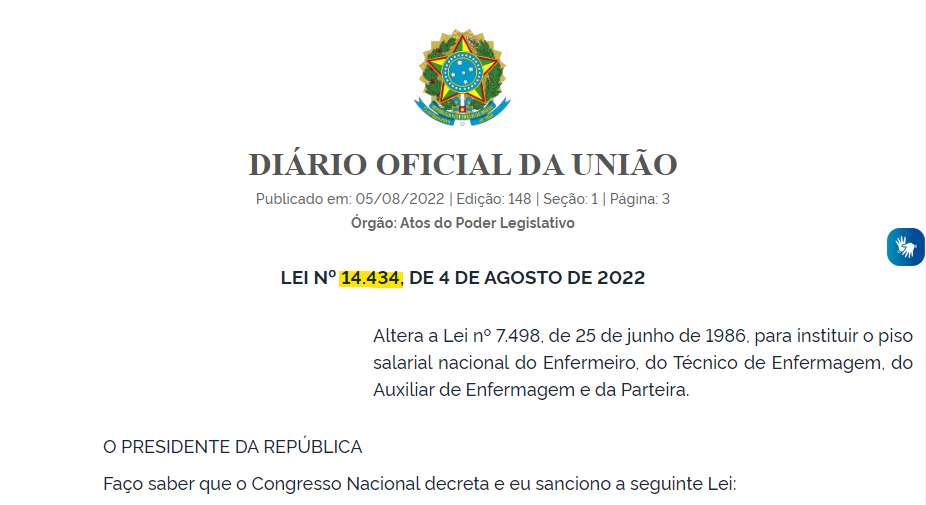 DIÁRIO OFICIAL DA UNIÃO
Publicado em: 05/08/2022 | Edição: 148 | Seção: 1 | Página: 3
Órgão: Atos do Poder Legislativo
LEI Nº 14.434, DE 4 DE AGOSTO DE 2022
Altera a Lei nº 7.498, de 25 de junho de 1986, para instituir o piso
salarial nacional do Enfermeiro, do Técnico de Enfermagem, do
Auxiliar de Enfermagem e da Parteira.
O PRESIDENTE DA REPÚBLICA
Faço saber que o Congresso Nacional decreta e eu sanciono a seguinte Lei: